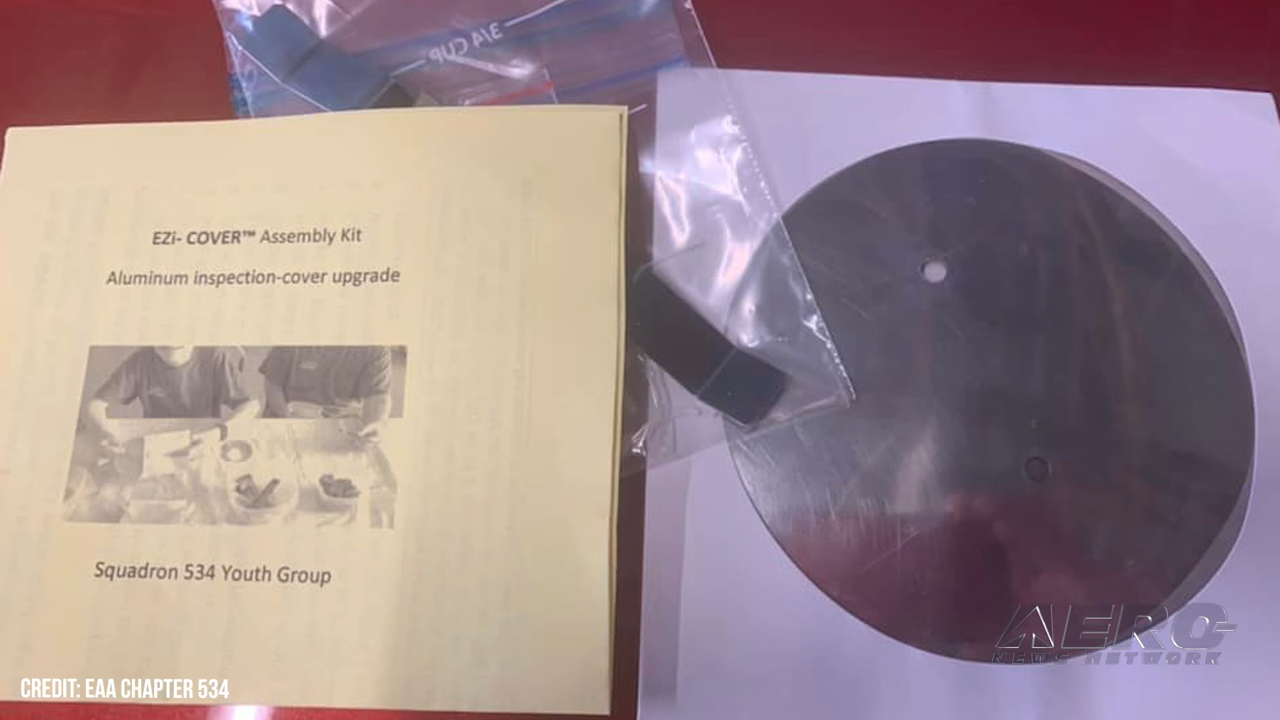 3/4 CUP
EZi- COVER™ Assembly Kit
Aluminum inspection-cover upgrade
Squadron 534 Youth Group
CREDIT: EAA CHAPTER 534
AERO
NEWS NETWORK